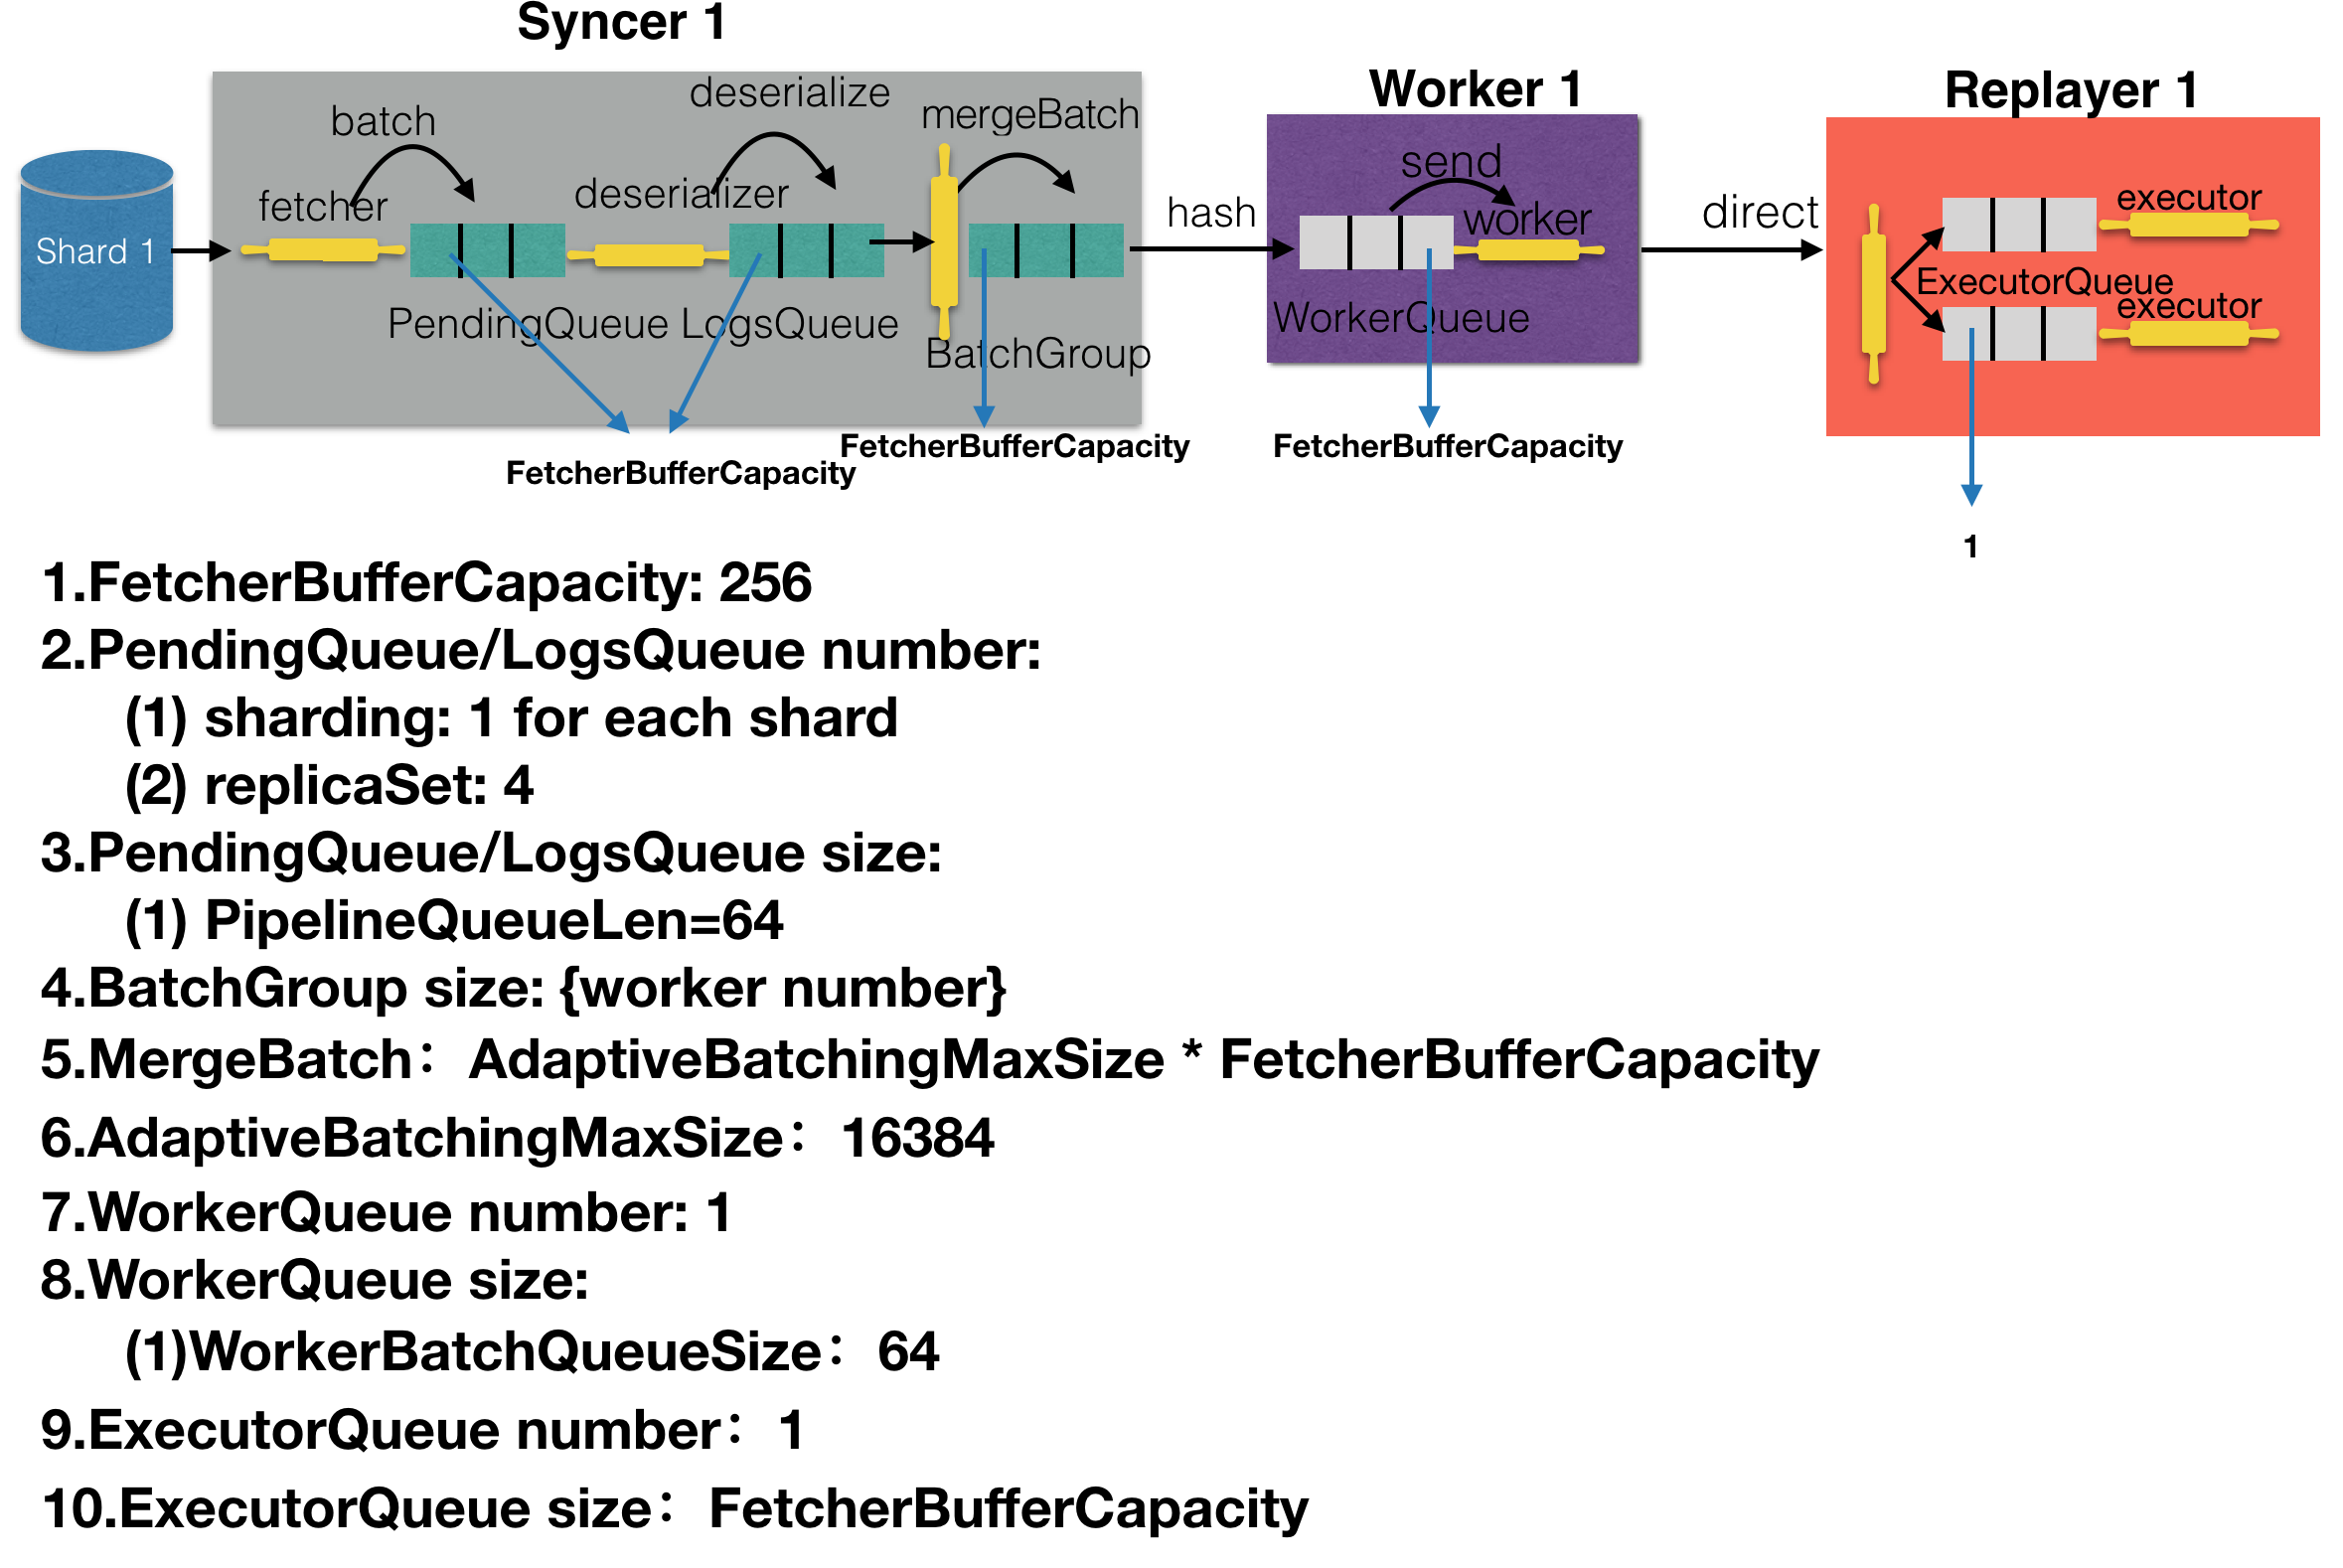 Syncer 1
Worker 1
Replayer 1
batch
deserialize
mergeBatch
fetcher
deserializer
hash
send
worker
direct
executor
Shard 1
ExecutorQueue
executor
PendingQueue
LogsQueue
BatchGroup
WorkerQueue
FetcherBufferCapacity
FetcherBufferCapacity
FetcherBufferCapacity
1
1.FetcherBufferCapacity: 256
2.PendingQueue/LogsQueue number:
(1) sharding: 1 for each shard
(2) replicaSet: 4
3.PendingQueue/LogsQueue size:
(1) PipelineQueueLen=64
4.BatchGroup size: {worker number}
5.MergeBatch：AdaptiveBatchingMaxSize * FetcherBufferCapacity
6.AdaptiveBatchingMaxSize：16384
7.WorkerQueue number: 1
8.WorkerQueue size:
(1)WorkerBatchQueueSize：64
9.ExecutorQueue number：1
10.ExecutorQueue size：FetcherBufferCapacity